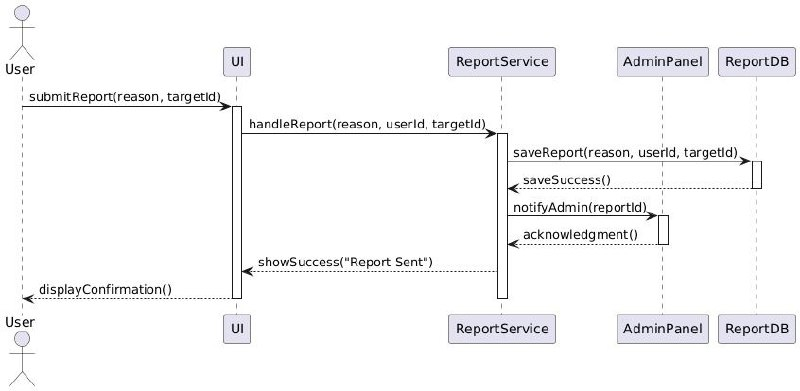 User
UI
ReportService
AdminPanel
ReportDB
submitReport(reason, targetId)
handleReport(reason, userId, targetId)
saveReport(reason, userId, targetId)
saveSuccess()
notifyAdmin(reportId)
acknowledgment()
showSuccess("Report Sent")
displayConfirmation()
User
UI
ReportService
AdminPanel
ReportDB